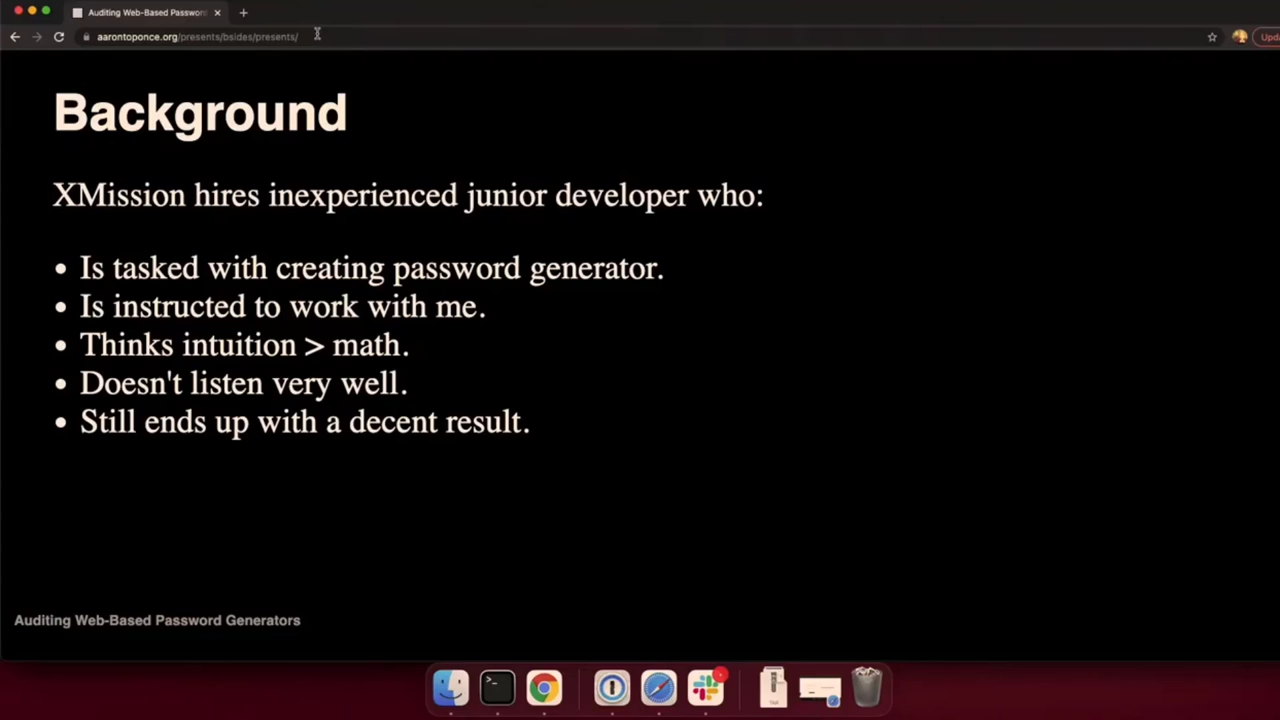 Auditing Web-Based Password
aarontoponce.org/presents/bsides/presents/
Upda
Background
XMission hires inexperienced junior developer who:
• Is tasked with creating password generator.
• Is instructed to work with me.
• Thinks intuition > math.
• Doesn't listen very well.
• Still ends up with a decent result.
Auditing Web-Based Password Generators